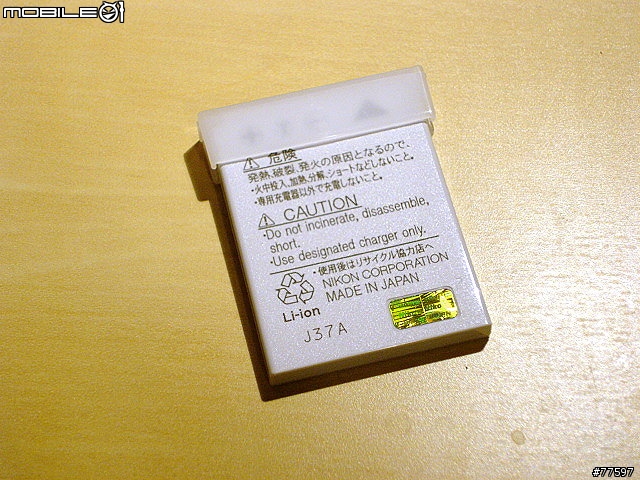 MOBILE01
危険
発熱、破裂、発火の原因となるので、
・火中投入、加熱、分解、ショートなどしないこと。
・専用充電器以外で充電しないこと。
CAUTION
・Do not incinerate, disassemble,
short.
・Use designated charger only.
・使用後はリサイクル協力店へ
NIKON CORPORATION
MADE IN JAPAN
Li-ion
J37A
#77597